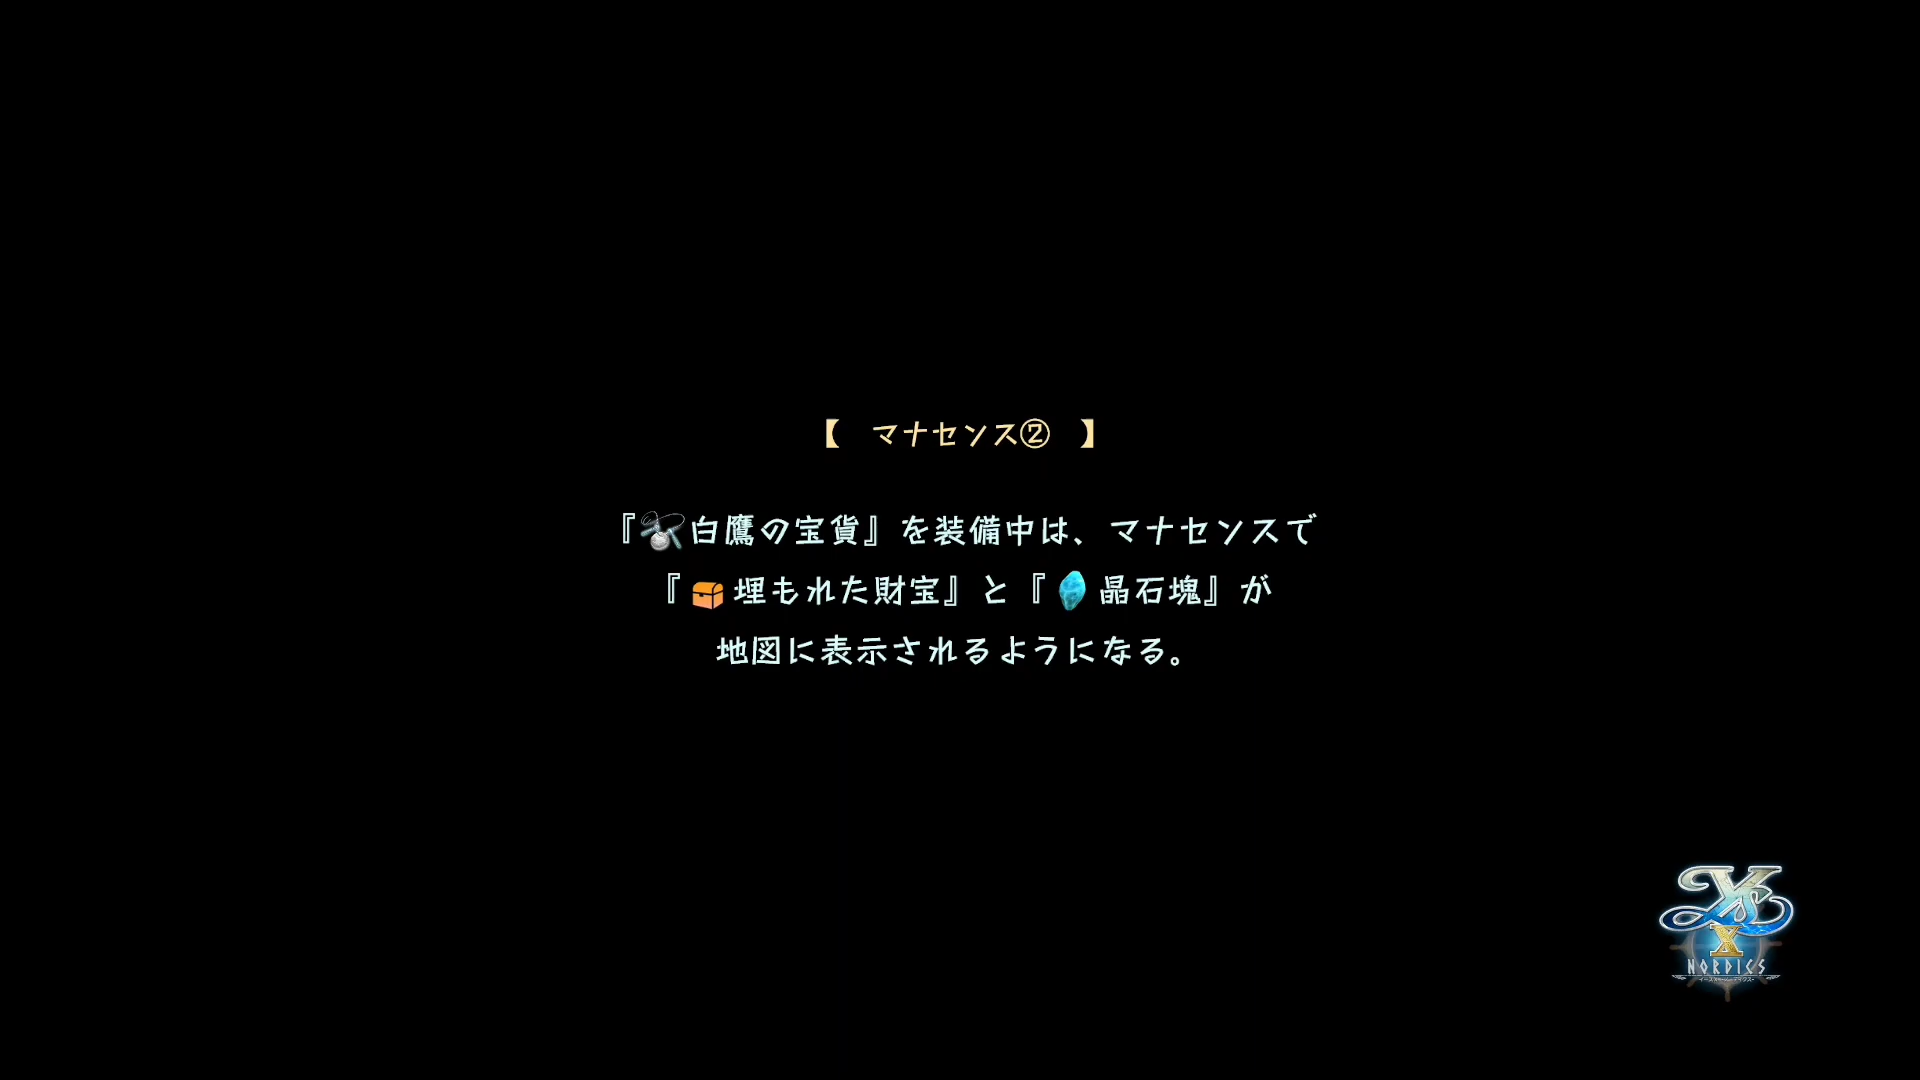 【　マナセンス②　】
『白鷹の宝貨』を装備中は、マナセンスで
『埋もれた財宝』と『晶石塊』が
地図に表示されるようになる。
Ys
X
NORDICS